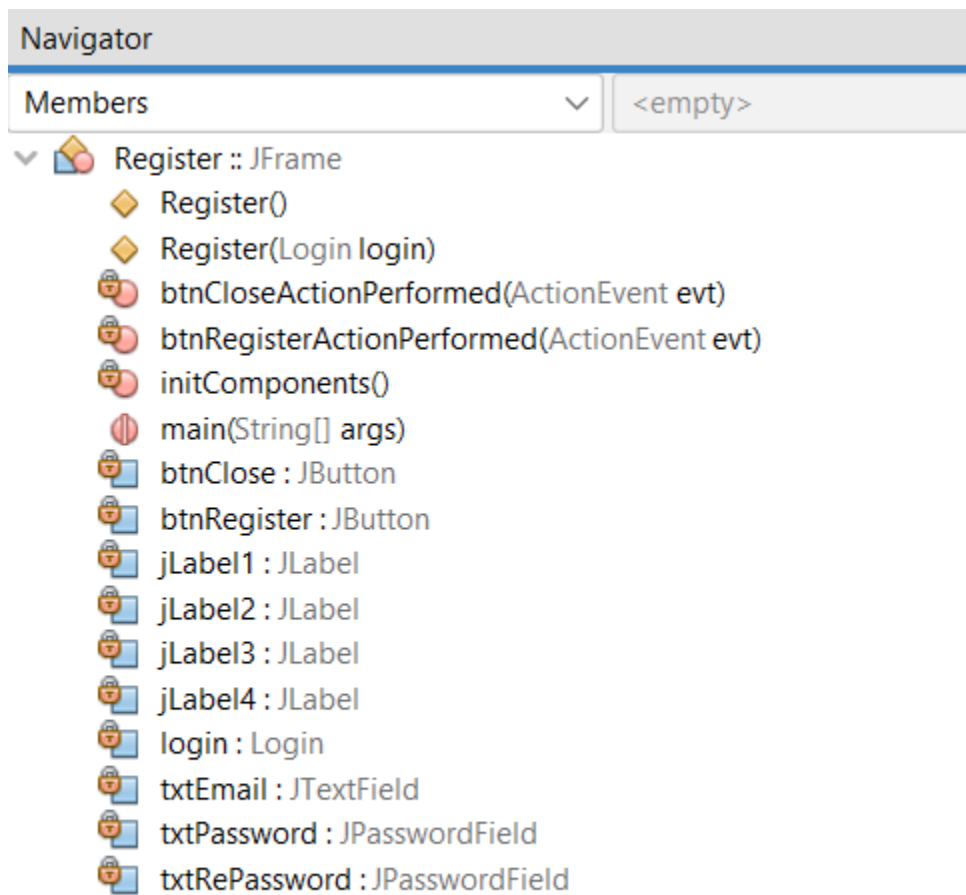 Navigator
Members <empty>
Register :: JFrame
Register()
Register(Login login)
btnCloseActionPerformed(ActionEvent evt)
btnRegisterActionPerformed(ActionEvent evt)
initComponents()
main(String[] args)
btnClose : JButton
btnRegister : JButton
jLabel1 : JLabel
jLabel2 : JLabel
jLabel3 : JLabel
jLabel4 : JLabel
login : Login
txtEmail : JTextField
txtPassword : JPasswordField
txtRePassword : JPasswordField